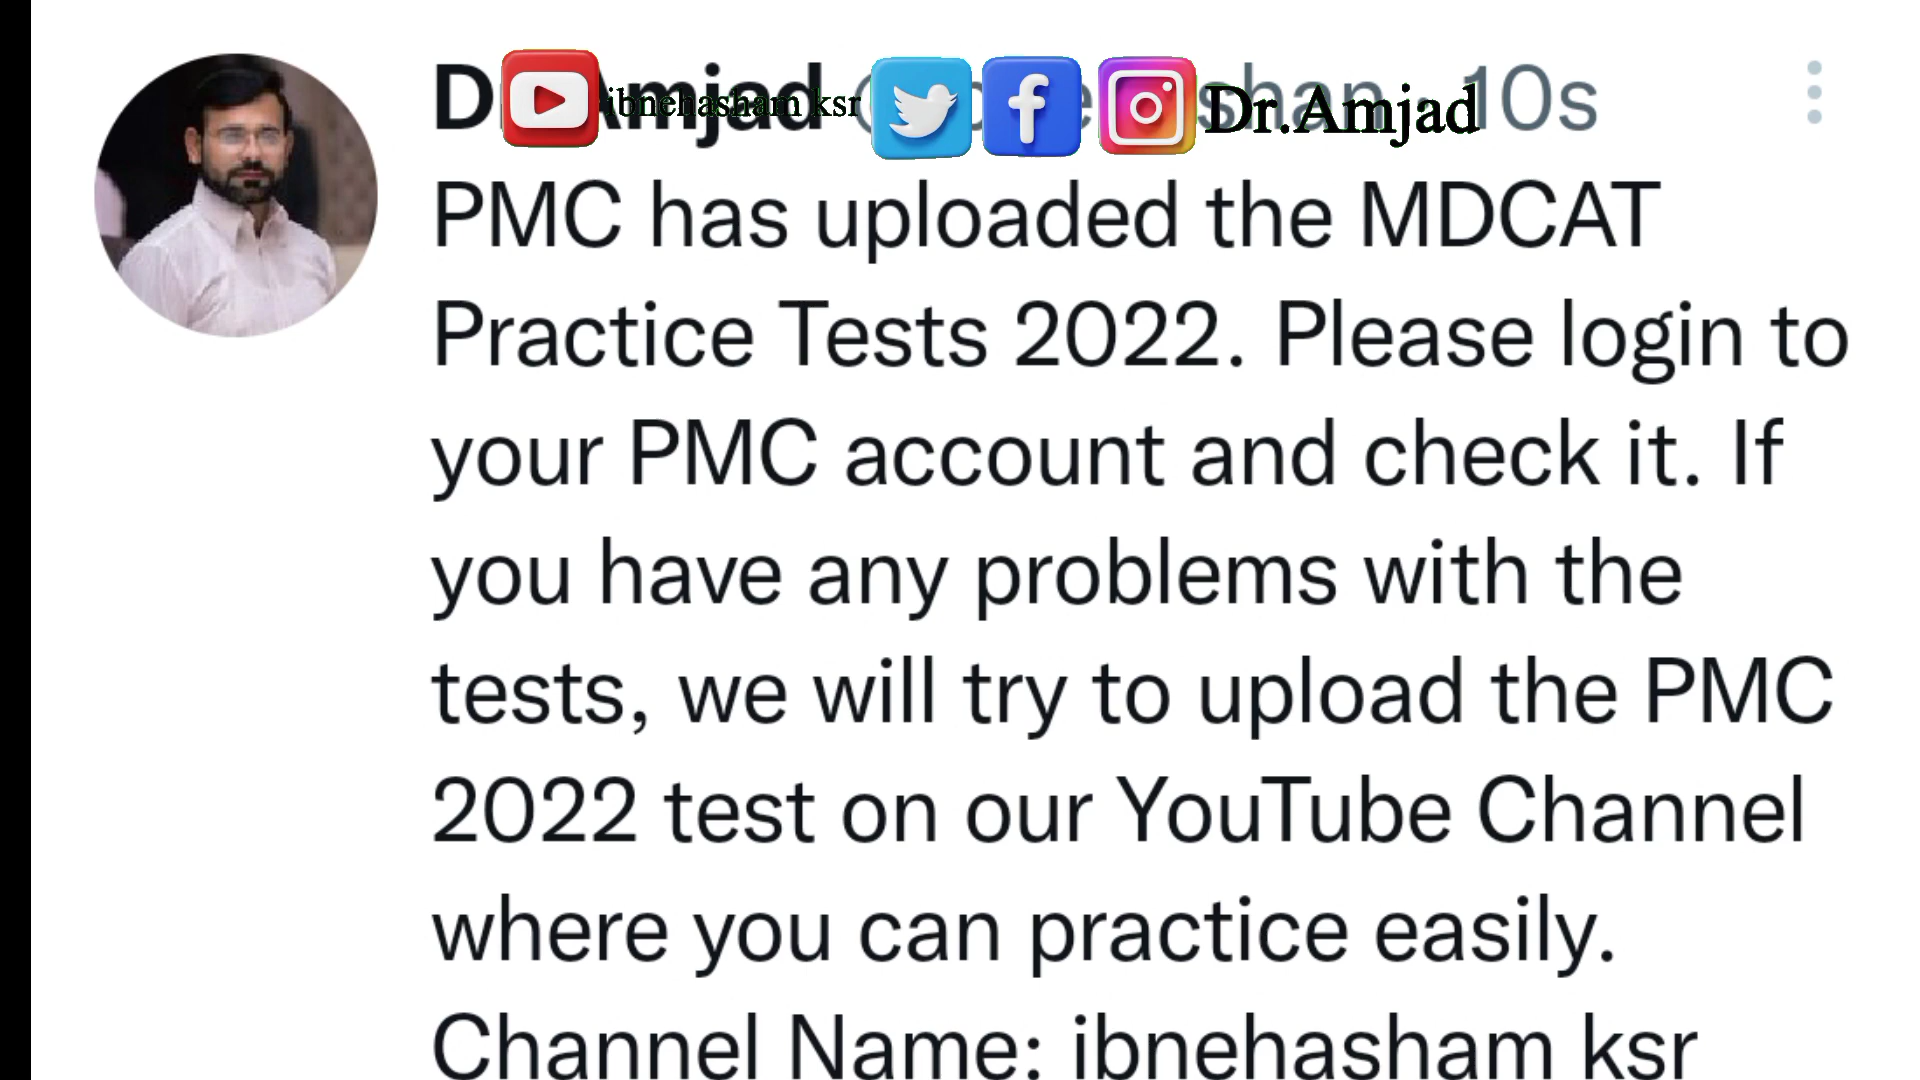 Dr Amjad 10s
ibnehasham ksr
Dr.Amjad
PMC has uploaded the MDCAT
Practice Tests 2022. Please login to
your PMC account and check it. If
you have any problems with the
tests, we will try to upload the PMC
2022 test on our YouTube Channel
where you can practice easily.
Channel Name: ibnehasham ksr